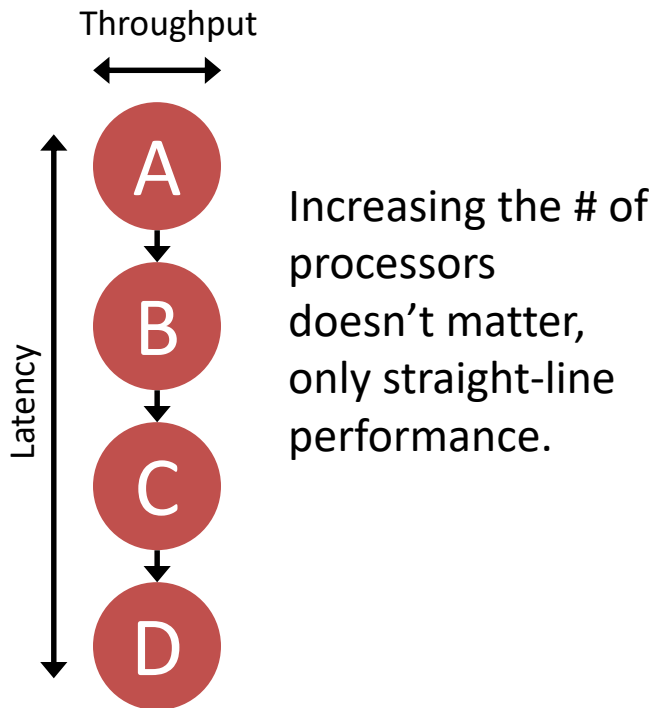 Throughput
A
Increasing the # of
processors
doesn’t matter,
only straight-line
performance.
B
Latency
C
D